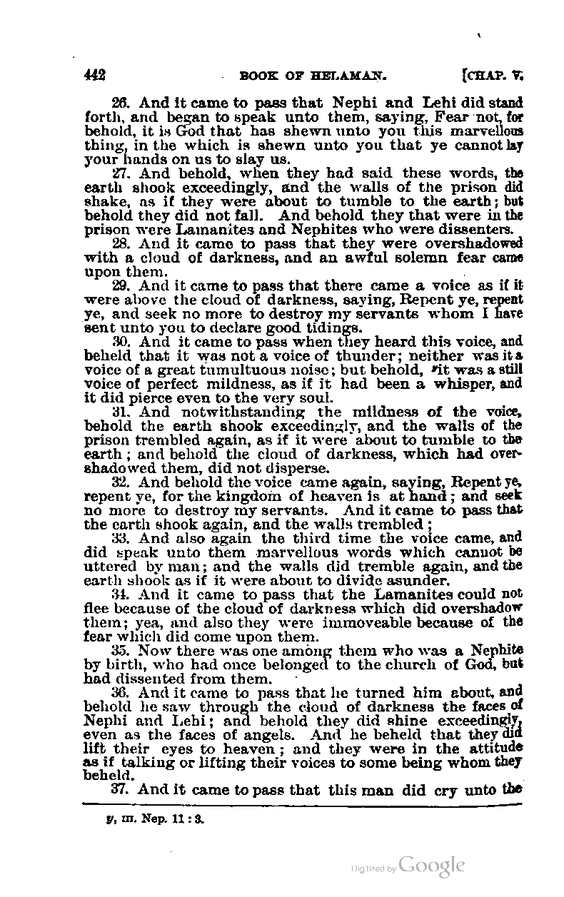 442 BOOK OF HELAMAN. [CHAP. V.
26. And it came to pass that Nephi and Lehi did stand
forth, and began to speak unto them, saying, Fear not, for
behold, it is God that has shewn unto you this marvellous
thing, in the which is shewn unto you that ye cannot lay
your hands on us to slay us.
27. And behold, when they had said these words, the
earth shook exceedingly, and the walls of the prison did
shake, as if they were about to tumble to the earth; but
behold they did not fall. And behold they that were in the
prison were Lamanites and Nephites who were dissenters.
28. And it came to pass that they were overshadowed
with a cloud of darkness, and an awful solemn fear came
upon them.
29. And it came to pass that there came a voice as if it
were above the cloud of darkness, saying, Repent ye, repent
ye, and seek no more to destroy my servants whom I have
sent unto you to declare good tidings.
30. And it came to pass when they heard this voice, and
beheld that it was not a voice of thunder; neither was it a
voice of a great tumultuous noise; but behold, it was a still
voice of perfect mildness, as if it had been a whisper, and
it did pierce even to the very soul.
31. And notwithstanding the mildness of the voice,
behold the earth shook exceedingly, and the walls of the
prison trembled again, as if it were about to tumble to the
earth; and behold the cloud of darkness, which had over-
shadowed them, did not disperse.
32. And behold the voice came again, saying, Repent ye,
repent ye, for the kingdom of heaven is at hand; and seek
no more to destroy my servants. And it came to pass that
the earth shook again, and the walls trembled;
33. And also again the third time the voice came, and
did speak unto them marvellous words which cannot be
uttered by man; and the walls did tremble again, and the
earth shook as if it were about to divide asunder.
34. And it came to pass that the Lamanites could not
flee because of the cloud of darkness which did overshadow
them; yea, and also they were immoveable because of the
fear which did come upon them.
35. Now there was one among them who was a Nephite
by birth, who had once belonged to the church of God, but
had dissented from them.
36. And it came to pass that he turned him about, and
behold he saw through the cloud of darkness the faces of
Nephi and Lehi; and behold they did shine exceedingly,
even as the faces of angels. And he beheld that they did
lift their eyes to heaven; and they were in the attitude
as if talking or lifting their voices to some being whom they
beheld.
37. And it came to pass that this man did cry unto the
y, III. Nep. 11:3.
Digitized by Google